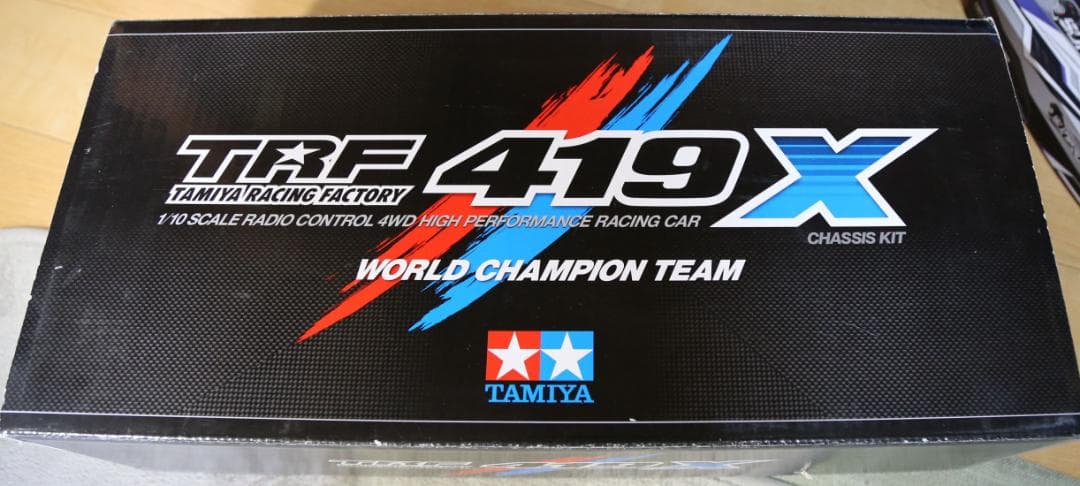 TRF 419X
TAMIYA RACING FACTORY
1/10 SCALE RADIO CONTROL 4WD HIGH PERFORMANCE RACING CAR
CHASSIS KIT
WORLD CHAMPION TEAM
TAMIYA